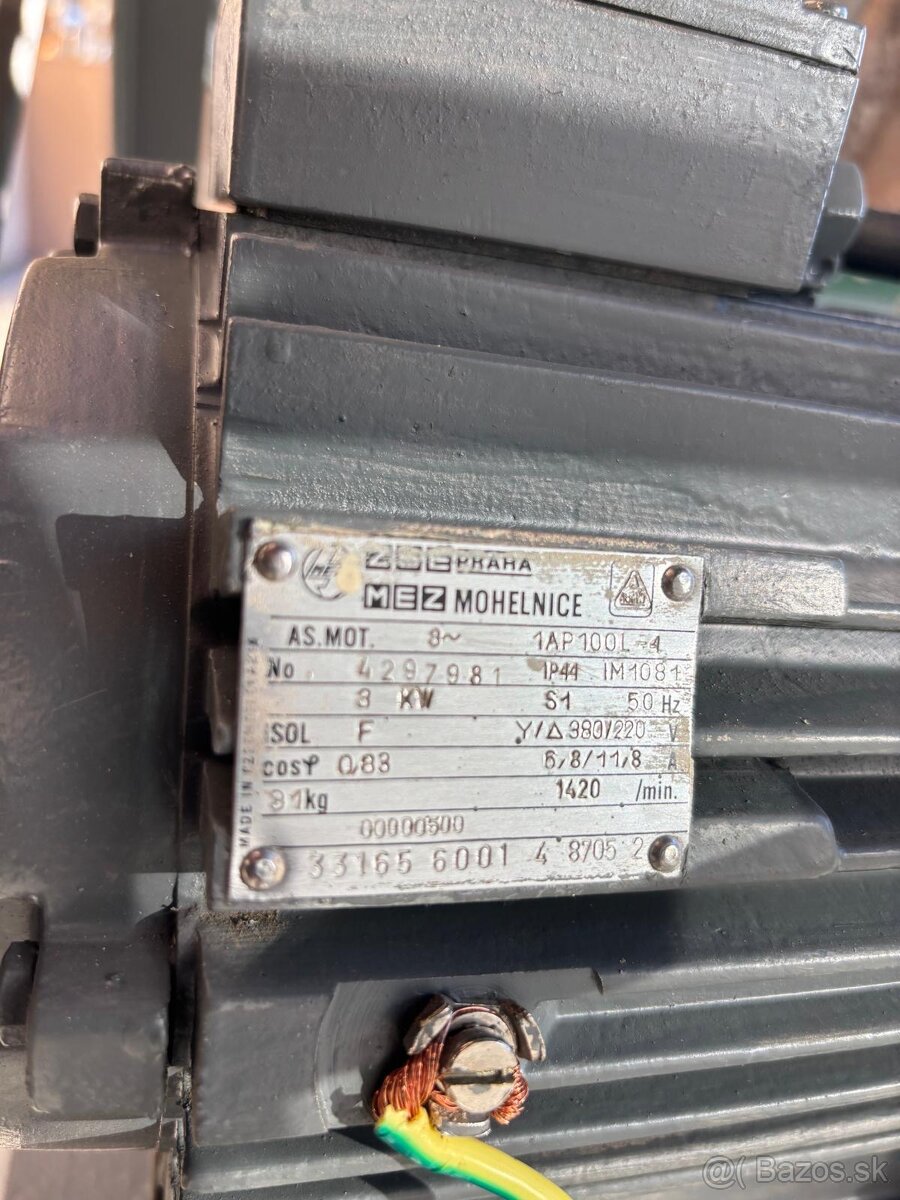 ZSE PRAHA
MEZ MOHELNICE
AS. MOT. 3~ 1AP100L-4
No 4297981 IP44 IM1081
3 KW S1 50 Hz
ISOL F Y/Δ 380/220 V
cosφ 0,83 6,8/11,8 A
31kg 1420 /min.
00000500
33165 6001 4 8705 2
MADE IN
@( Bazos.sk